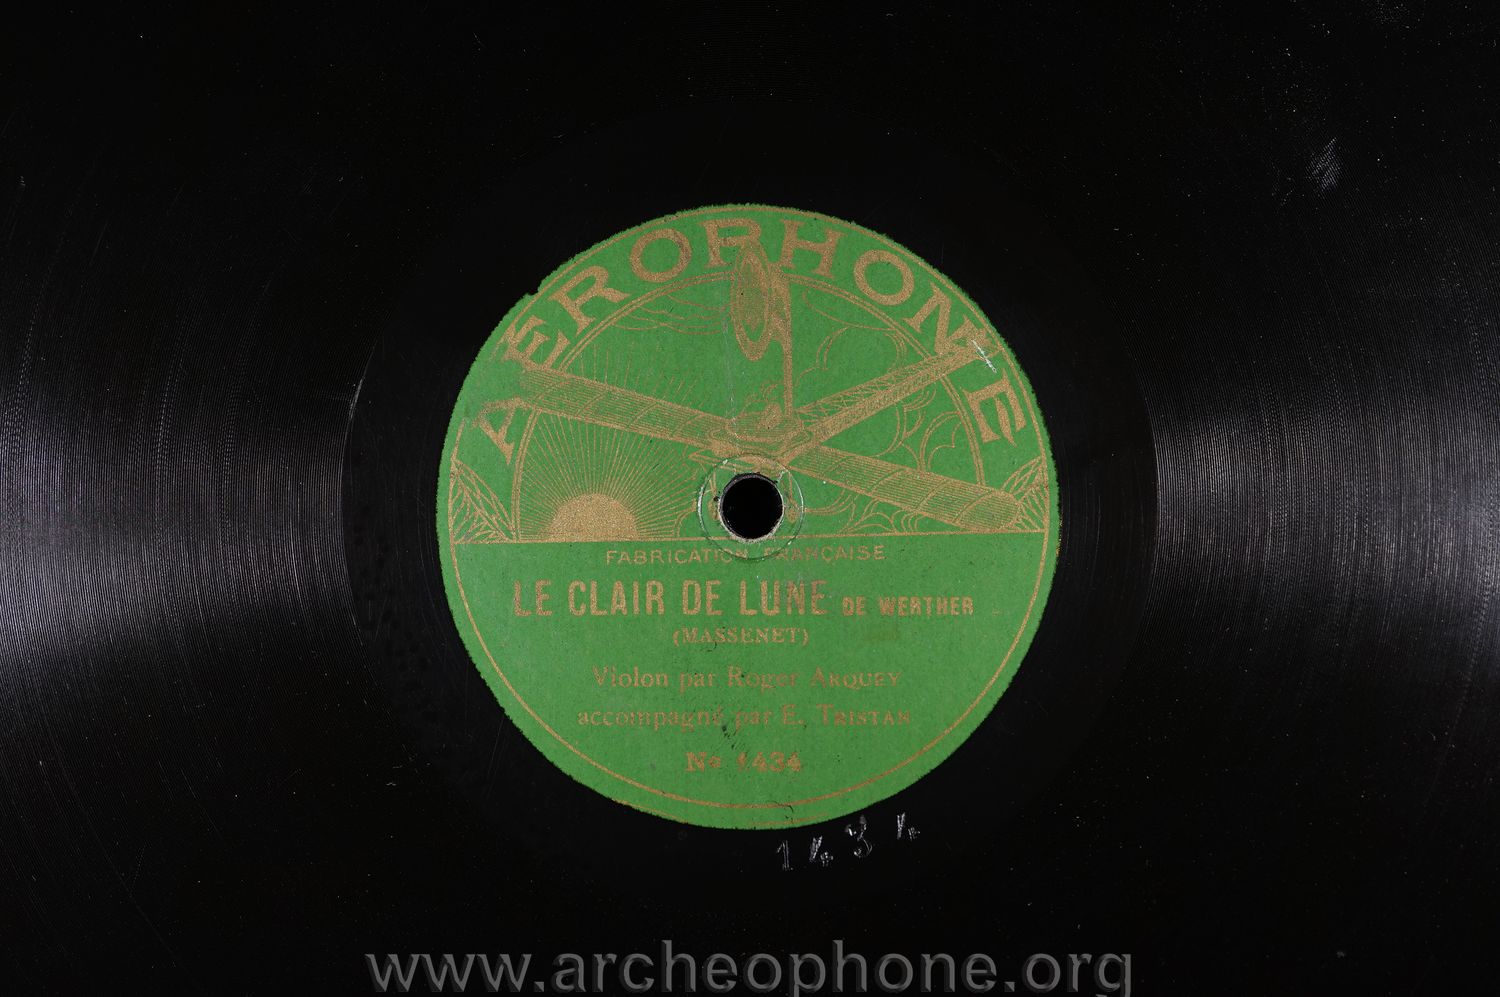 AEROPHONE
FABRICATION FRANÇAISE
LE CLAIR DE LUNE DE WERTHER
(MASSENET)
Violon par Roger ARQUEY
accompagné par E. TRISTAN
No 1434
1434
www.archeophone.org